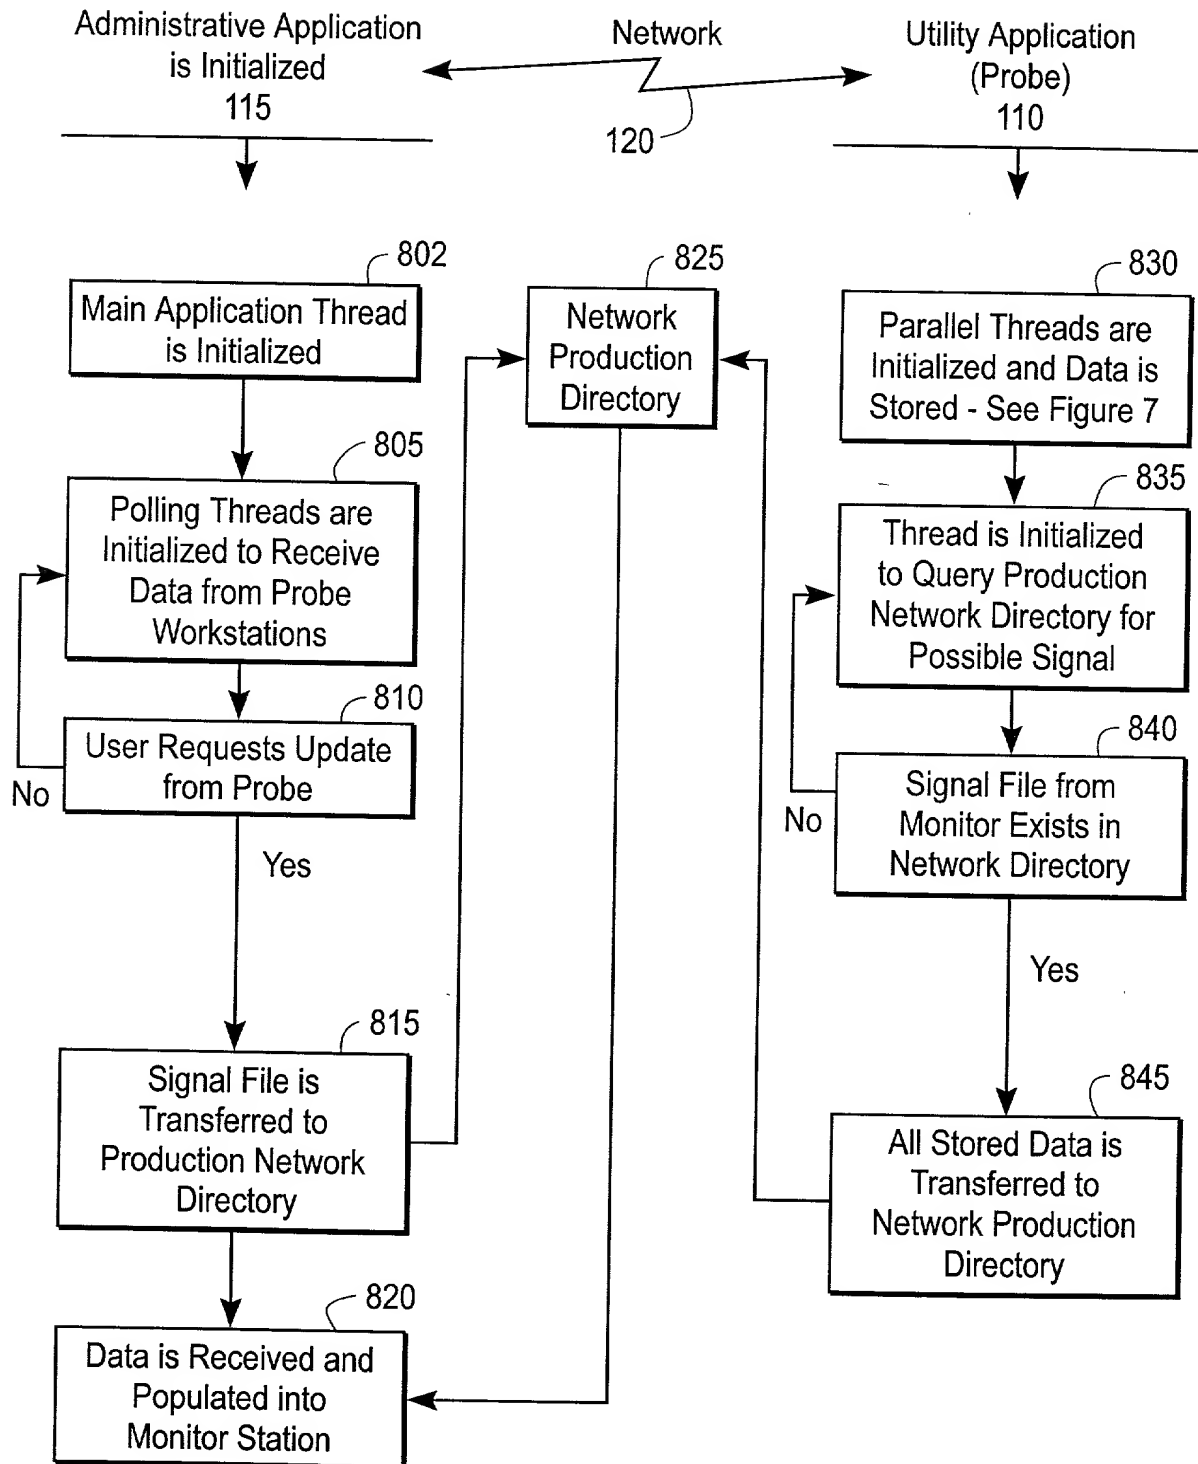 Administrative Application
is Initialized
115
Network
120
Utility Application
(Probe)
110
802
Main Application Thread
is Initialized
805
Polling Threads are
Initialized to Receive
Data from Probe
Workstations
810
User Requests Update
from Probe
No
Yes
815
Signal File is
Transferred to
Production Network
Directory
820
Data is Received and
Populated into
Monitor Station
825
Network
Production
Directory
830
Parallel Threads are
Initialized and Data is
Stored - See Figure 7
835
Thread is Initialized
to Query Production
Network Directory for
Possible Signal
840
Signal File from
Monitor Exists in
Network Directory
No
Yes
845
All Stored Data is
Transferred to
Network Production
Directory